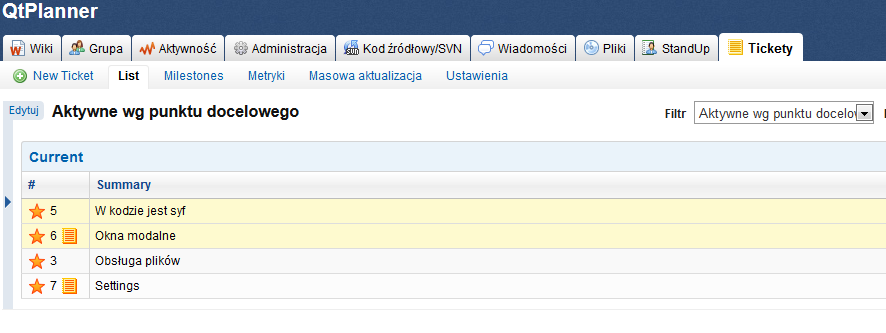 QtPlanner
Wiki Grupa Aktywność Administracja Kod źródłowy/SVN Wiadomości Pliki StandUp Tickety
New Ticket List Milestones Metryki Masowa aktualizacja Ustawienia
Edytuj Aktywne wg punktu docelowego Filtr Aktywne wg punktu docelow
Current
# Summary
5 W kodzie jest syf
6 Okna modalne
3 Obsługa plików
7 Settings